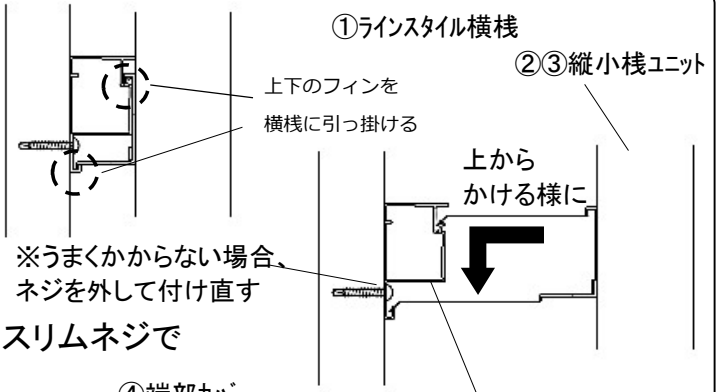 ①ﾗｲﾝｽﾀｲﾙ横桟
②③縦小桟ﾕﾆｯﾄ
上下のフィンを
横桟に引っ掛ける
上から
かける様に
※うまくかからない場合、
ネジを外して付け直す
スリムネジで